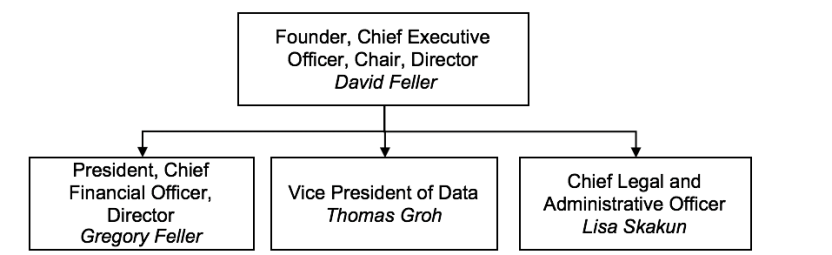 Founder, Chief Executive
Officer, Chair, Director
David Feller
President, Chief
Financial Officer,
Director
Gregory Feller
Vice President of Data
Thomas Groh
Chief Legal and
Administrative Officer
Lisa Skakun